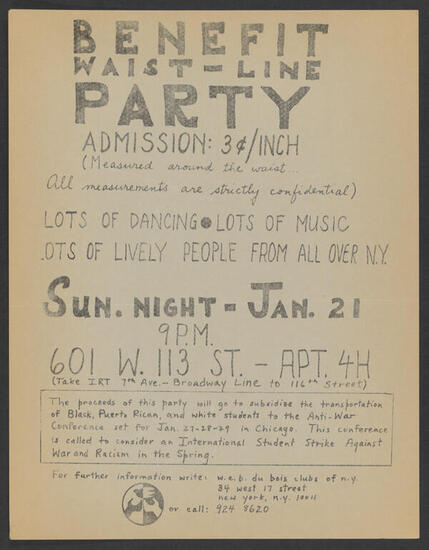 BENEFIT
WAIST-LINE
PARTY
ADMISSION: 3¢/INCH
(Measured around the waist...
All measurements are strictly confidential)
LOTS OF DANCING • LOTS OF MUSIC
LOTS OF LIVELY PEOPLE FROM ALL OVER N.Y.
SUN. NIGHT - JAN. 21
9 P.M.
601 W. 113 ST. - APT. 4H
(Take IRT 7th Ave. - Broadway Line to 116th Street)
The proceeds of this party will go to subsidize the transportation
of Black, Puerto Rican, and white students to the Anti-War
Conference set for Jan. 27-28-29 in Chicago. This conference
is called to consider an International Student Strike Against
War and Racism in the Spring.
For further information write: w.e.b. du bois clubs of n.y.
34 west 17 street
new york, n.y. 10011
or call: 924 8620